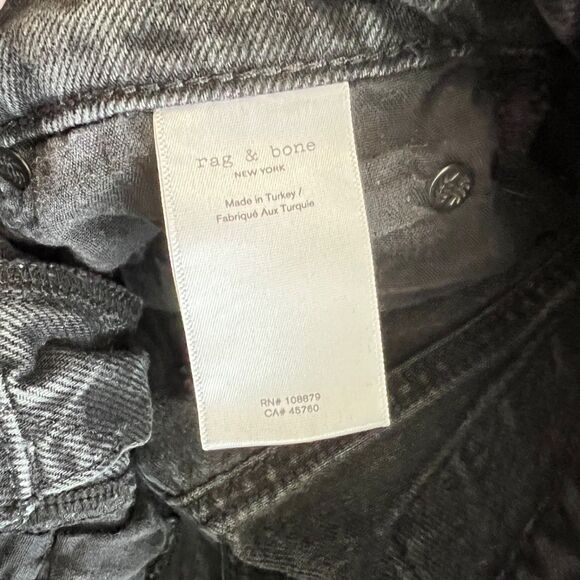 rag & bone
NEW YORK
Made in Turkey /
Fabriqué Aux Turquie
RN# 108679
CA# 45760